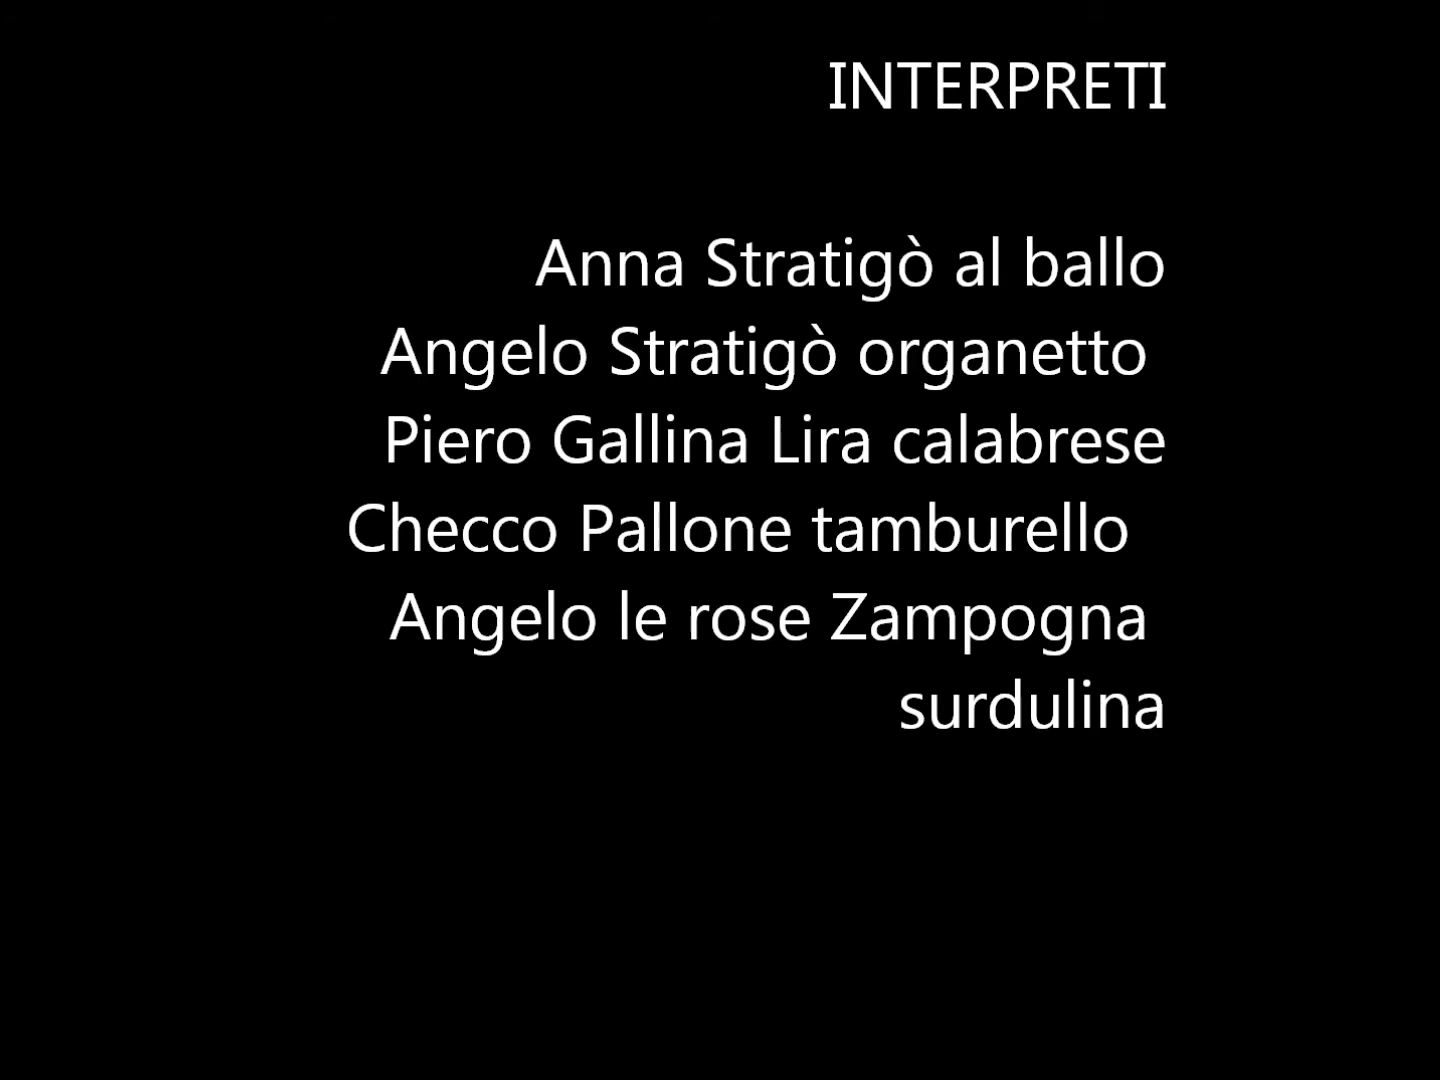 INTERPRETI
Anna Stratigò al ballo
Angelo Stratigò organetto
Piero Gallina Lira calabrese
Checco Pallone tamburello
Angelo le rose Zampogna
surdulina